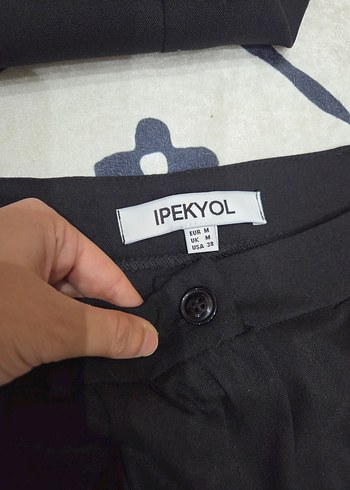 IPEKYOL
EUR M
UK M
USA 38